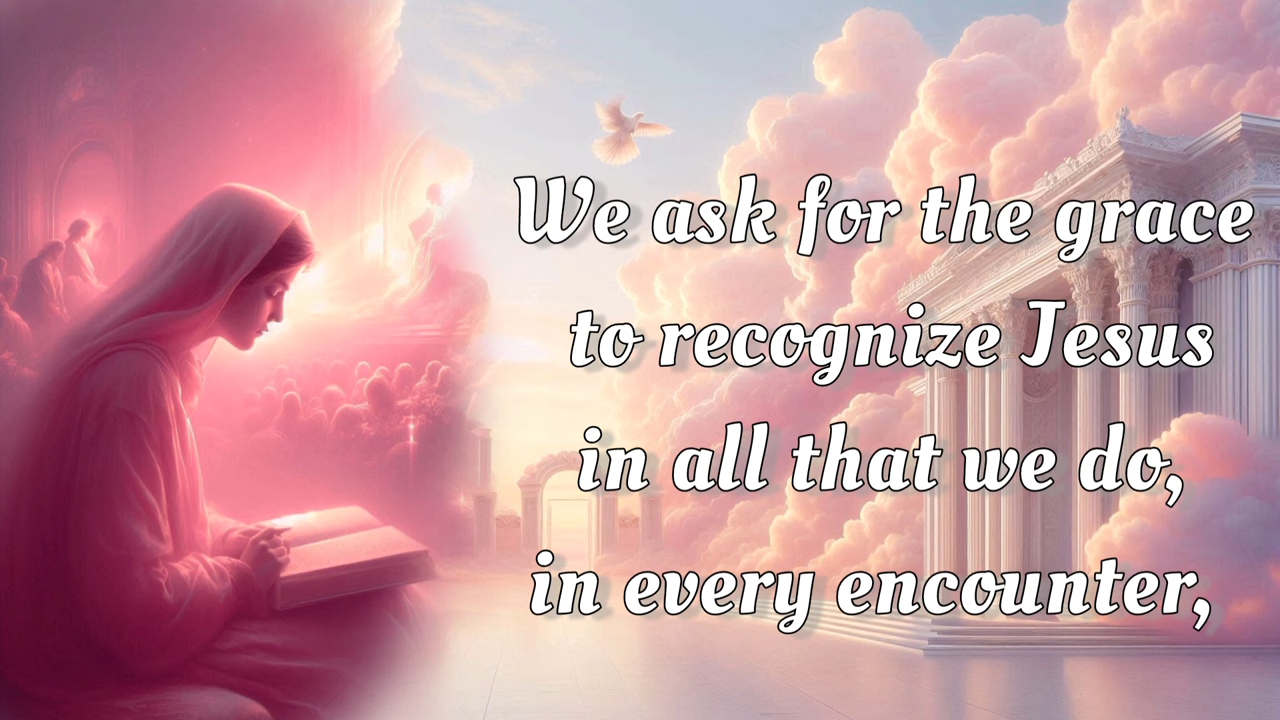 We ask for the grace
to recognize Jesus
in all that we do,
in every encounter,